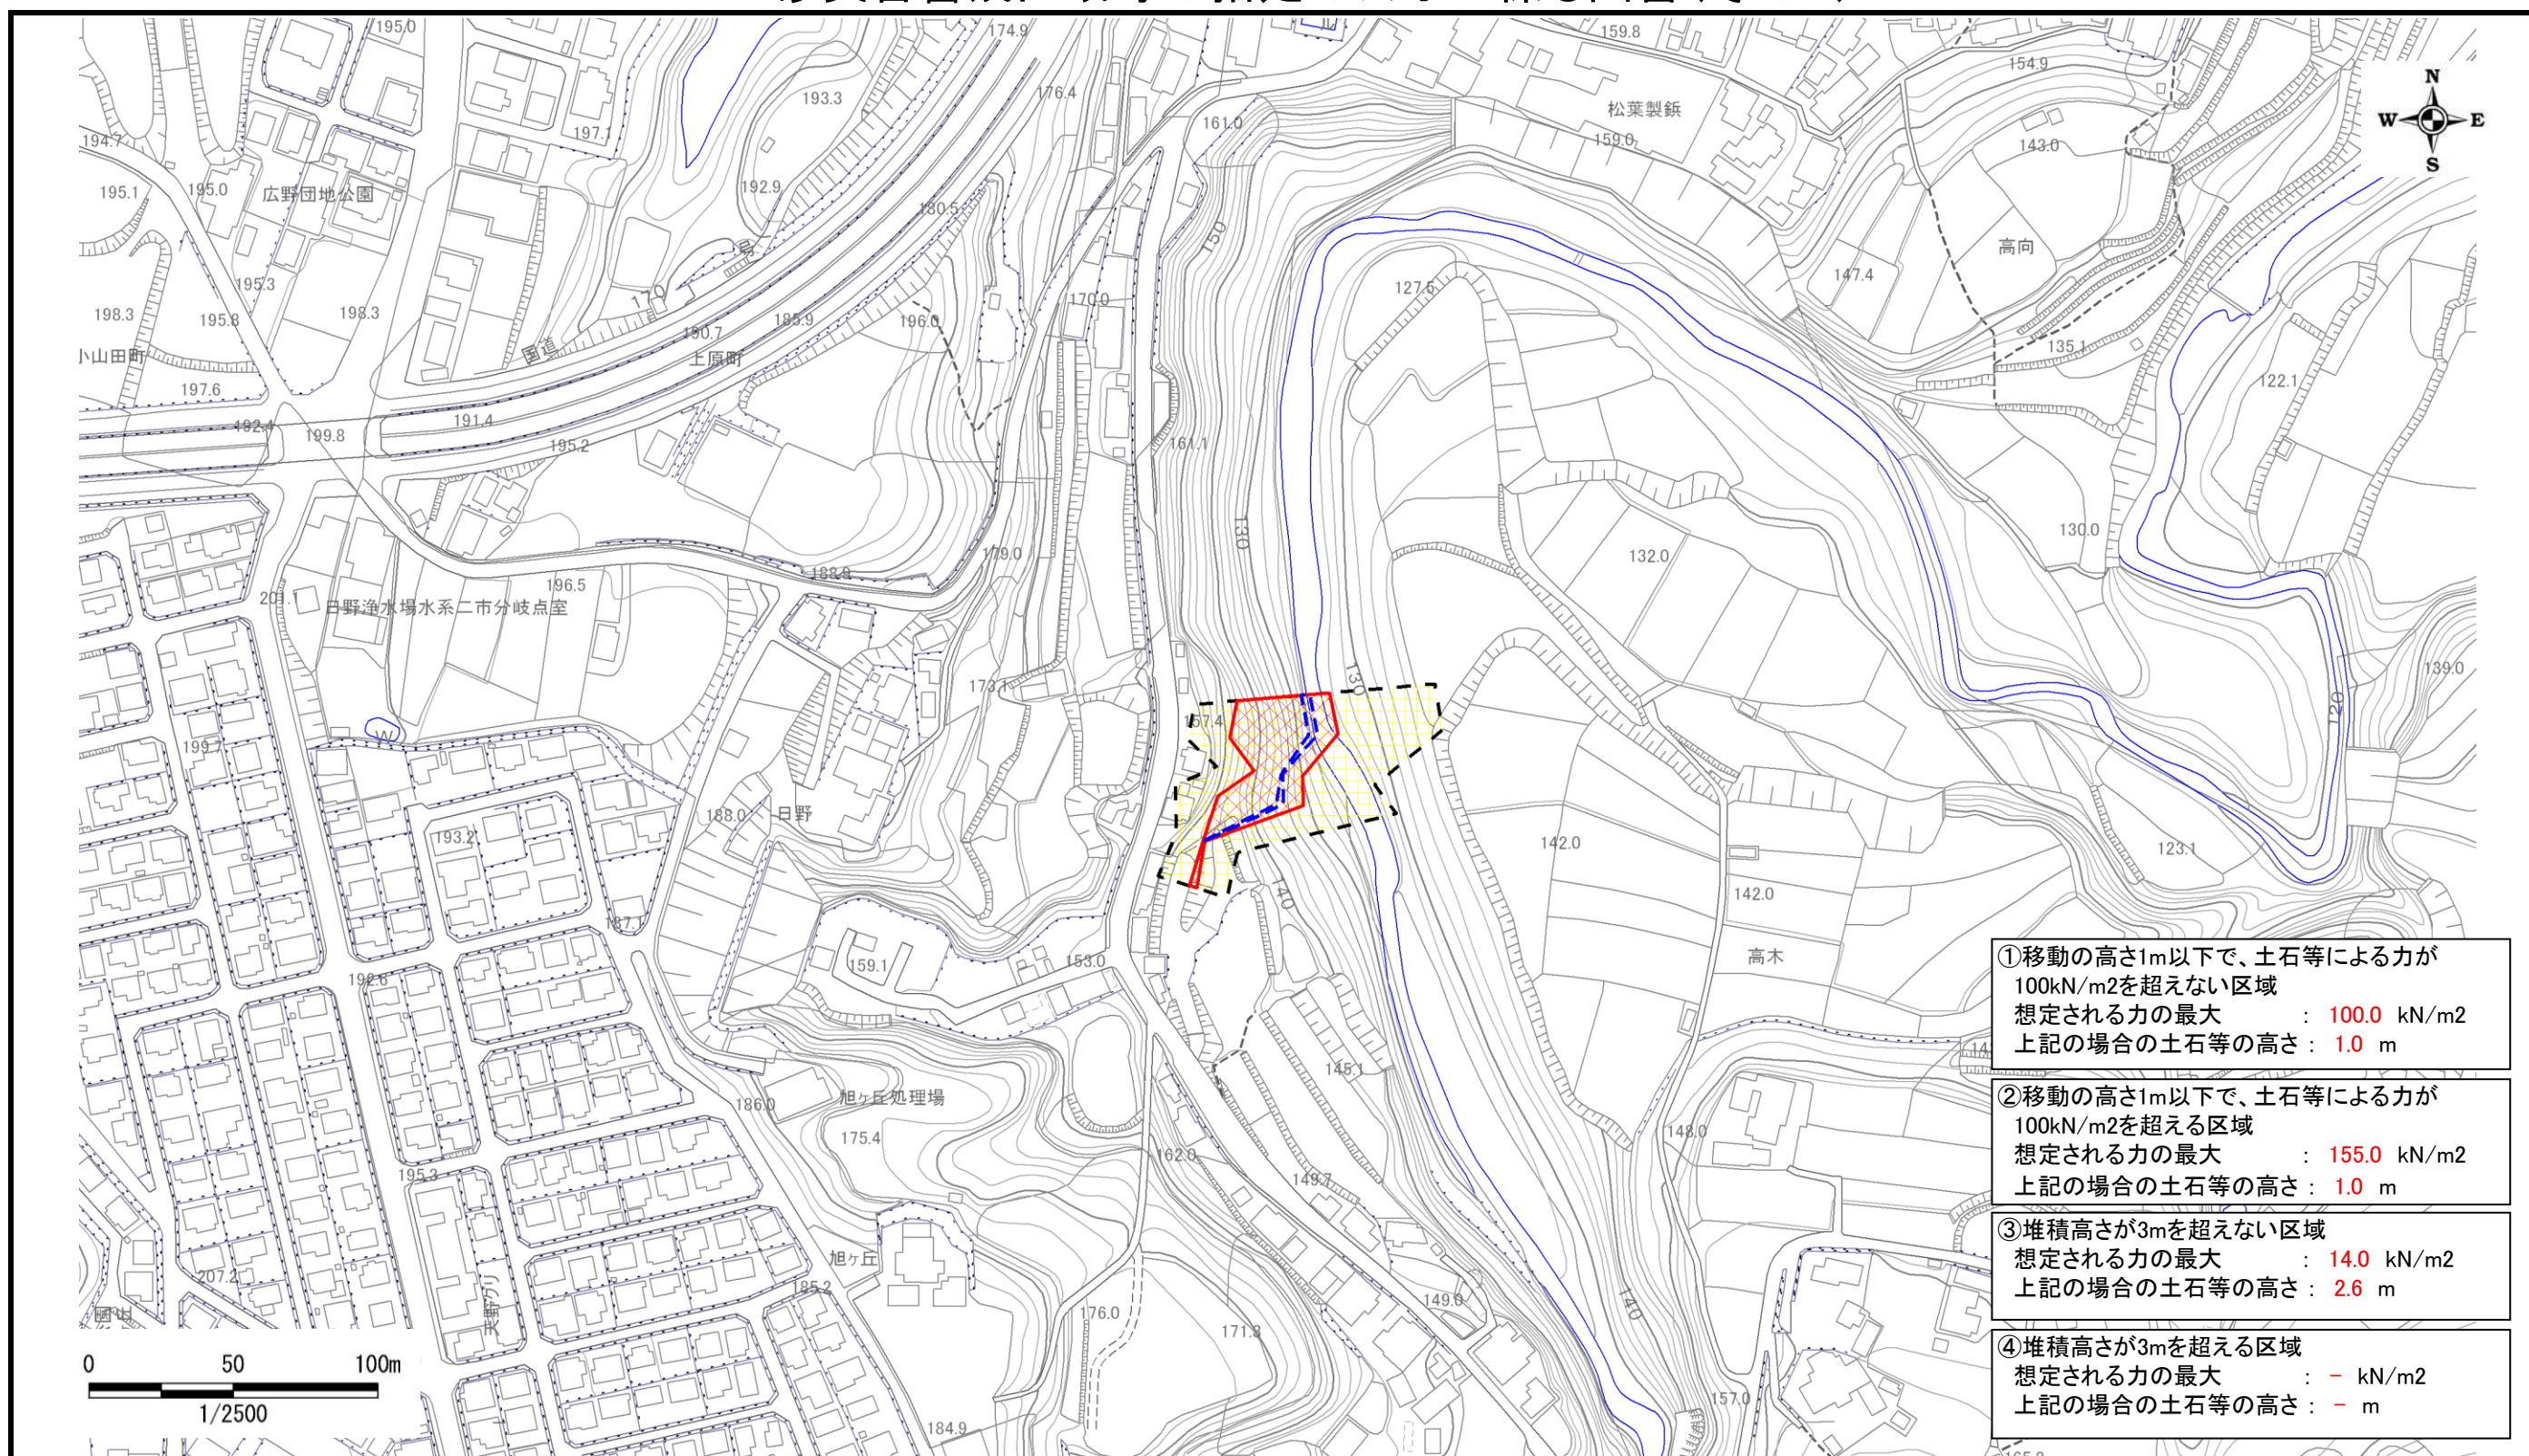 195.0
174.9
159.8
154.9
N
W
E
S
193.3
176.4
松葉製鋲
161.0
159.0
143.0
197.1
194.7
195.1
195.0
広野団地公園
192.9
180.5
150
高向
195.3
147.4
号
170
170.0
127.5
198.3
195.8
198.3
190.7
185.9
196.0
国道
上原町
小山田町
135.1
197.6
122.1
192.4
199.8
191.4
195.2
161.1
130
130.0
132.0
179.0
188.9
196.5
201.1
日野浄水場水系二市分岐点室
173.1
130
139.0
157.4
120
W
199.7
188.0
日野
193.2
142.0
123.1
140
142.0
187.1
高木
159.1
153.0
192.6
145.1
旭ヶ丘処理場
186.0
175.4
148.0
162.0
149.7
195.3
旭ヶ丘
207.2
185.2
天野クリ
176.0
171.3
149.0
140
184.9
157.0
①移動の高さ1m以下で、土石等による力が
100kN/m2を超えない区域
想定される力の最大 : 100.0 kN/m2
上記の場合の土石等の高さ : 1.0 m
②移動の高さ1m以下で、土石等による力が
100kN/m2を超える区域
想定される力の最大 : 155.0 kN/m2
上記の場合の土石等の高さ : 1.0 m
③堆積高さが3mを超えない区域
想定される力の最大 : 14.0 kN/m2
上記の場合の土石等の高さ : 2.6 m
④堆積高さが3mを超える区域
想定される力の最大 : - kN/m2
上記の場合の土石等の高さ : - m
0 50 100m
1/2500